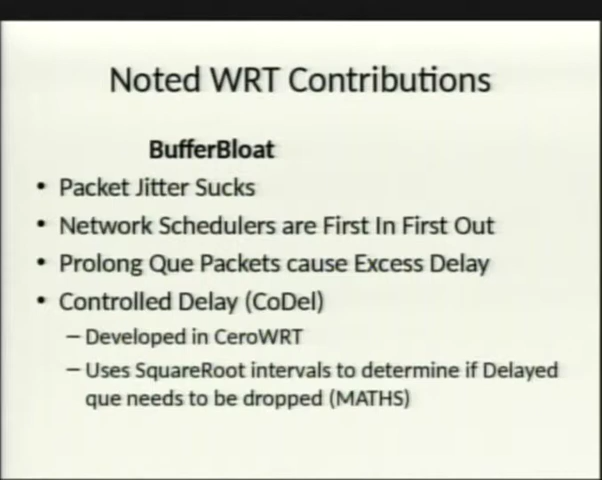 Noted WRT Contributions
BufferBloat
• Packet Jitter Sucks
• Network Schedulers are First In First Out
• Prolong Que Packets cause Excess Delay
• Controlled Delay (CoDel)
– Developed in CeroWRT
– Uses SquareRoot intervals to determine if Delayed
que needs to be dropped (MATHS)